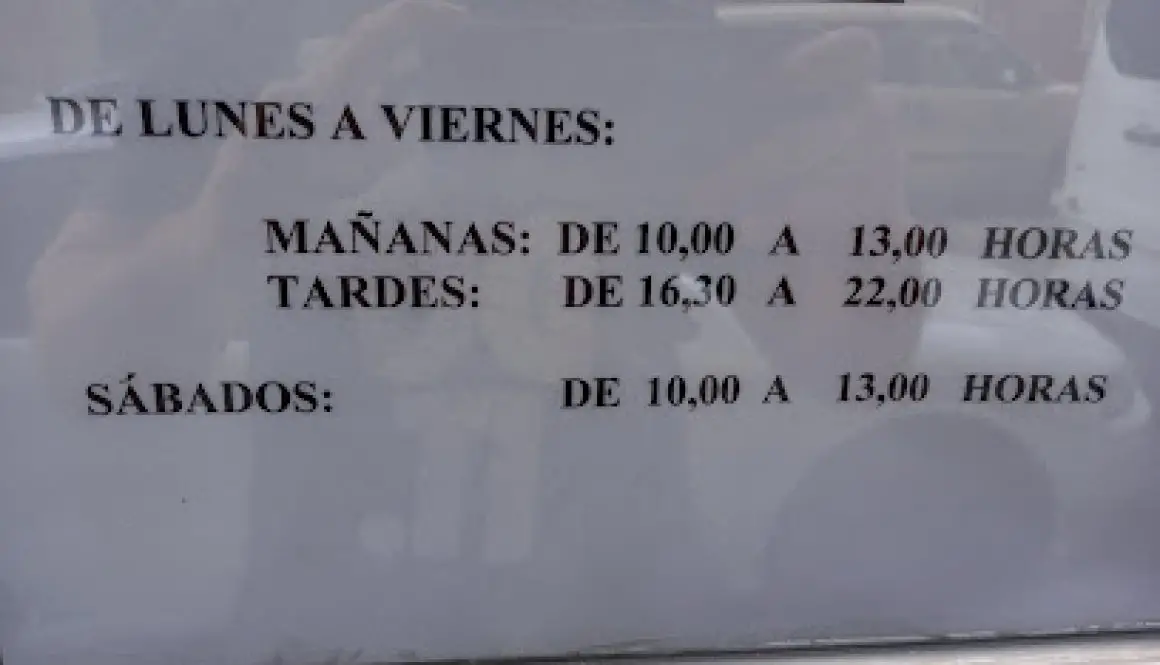 DE LUNES A VIERNES:
MAÑANAS: DE 10,00 A 13,00 HORAS
TARDES: DE 16,30 A 22,00 HORAS
SÁBADOS: DE 10,00 A 13,00 HORAS